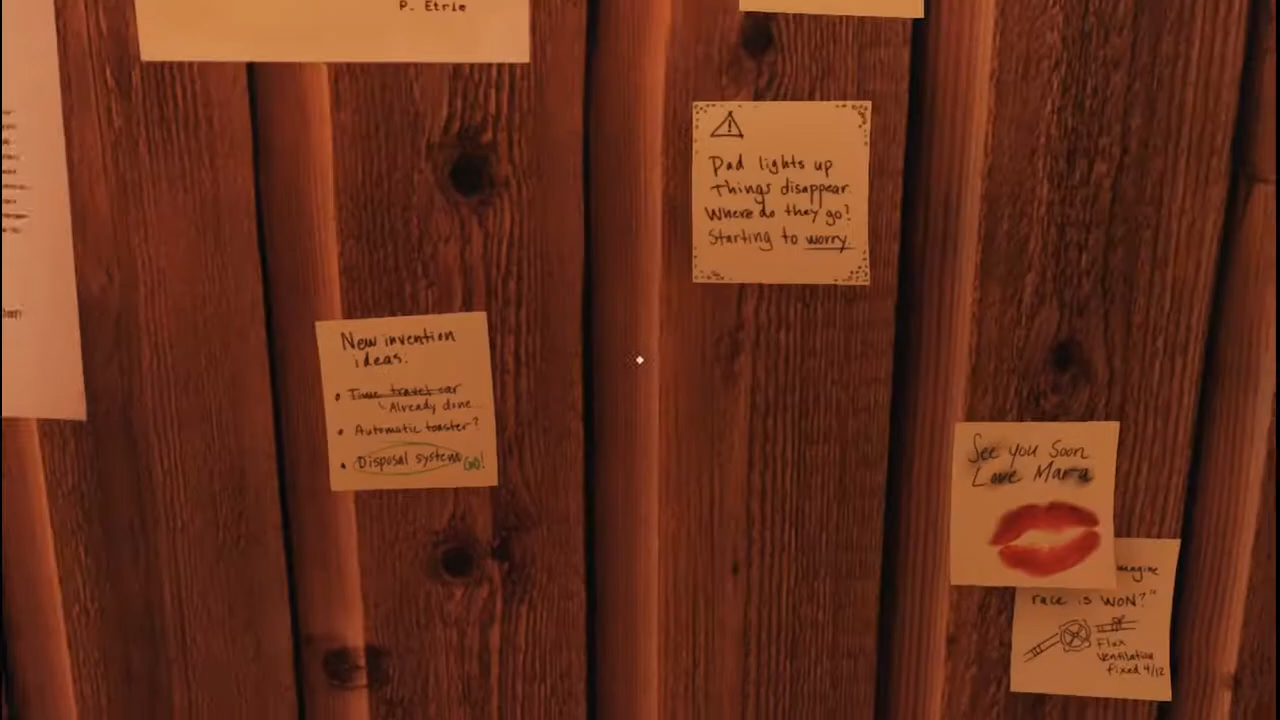 P. Etrie
New invention
ideas:
• Time travel car
Already done...
• Automatic toaster?
• Disposal system GO!
⚠
Pad lights up
Things disappear.
Where do they go?
Starting to worry.
See you Soon
Love Mara
imagine
race is WON?"
Flux
Ventilation
fixed 4/12